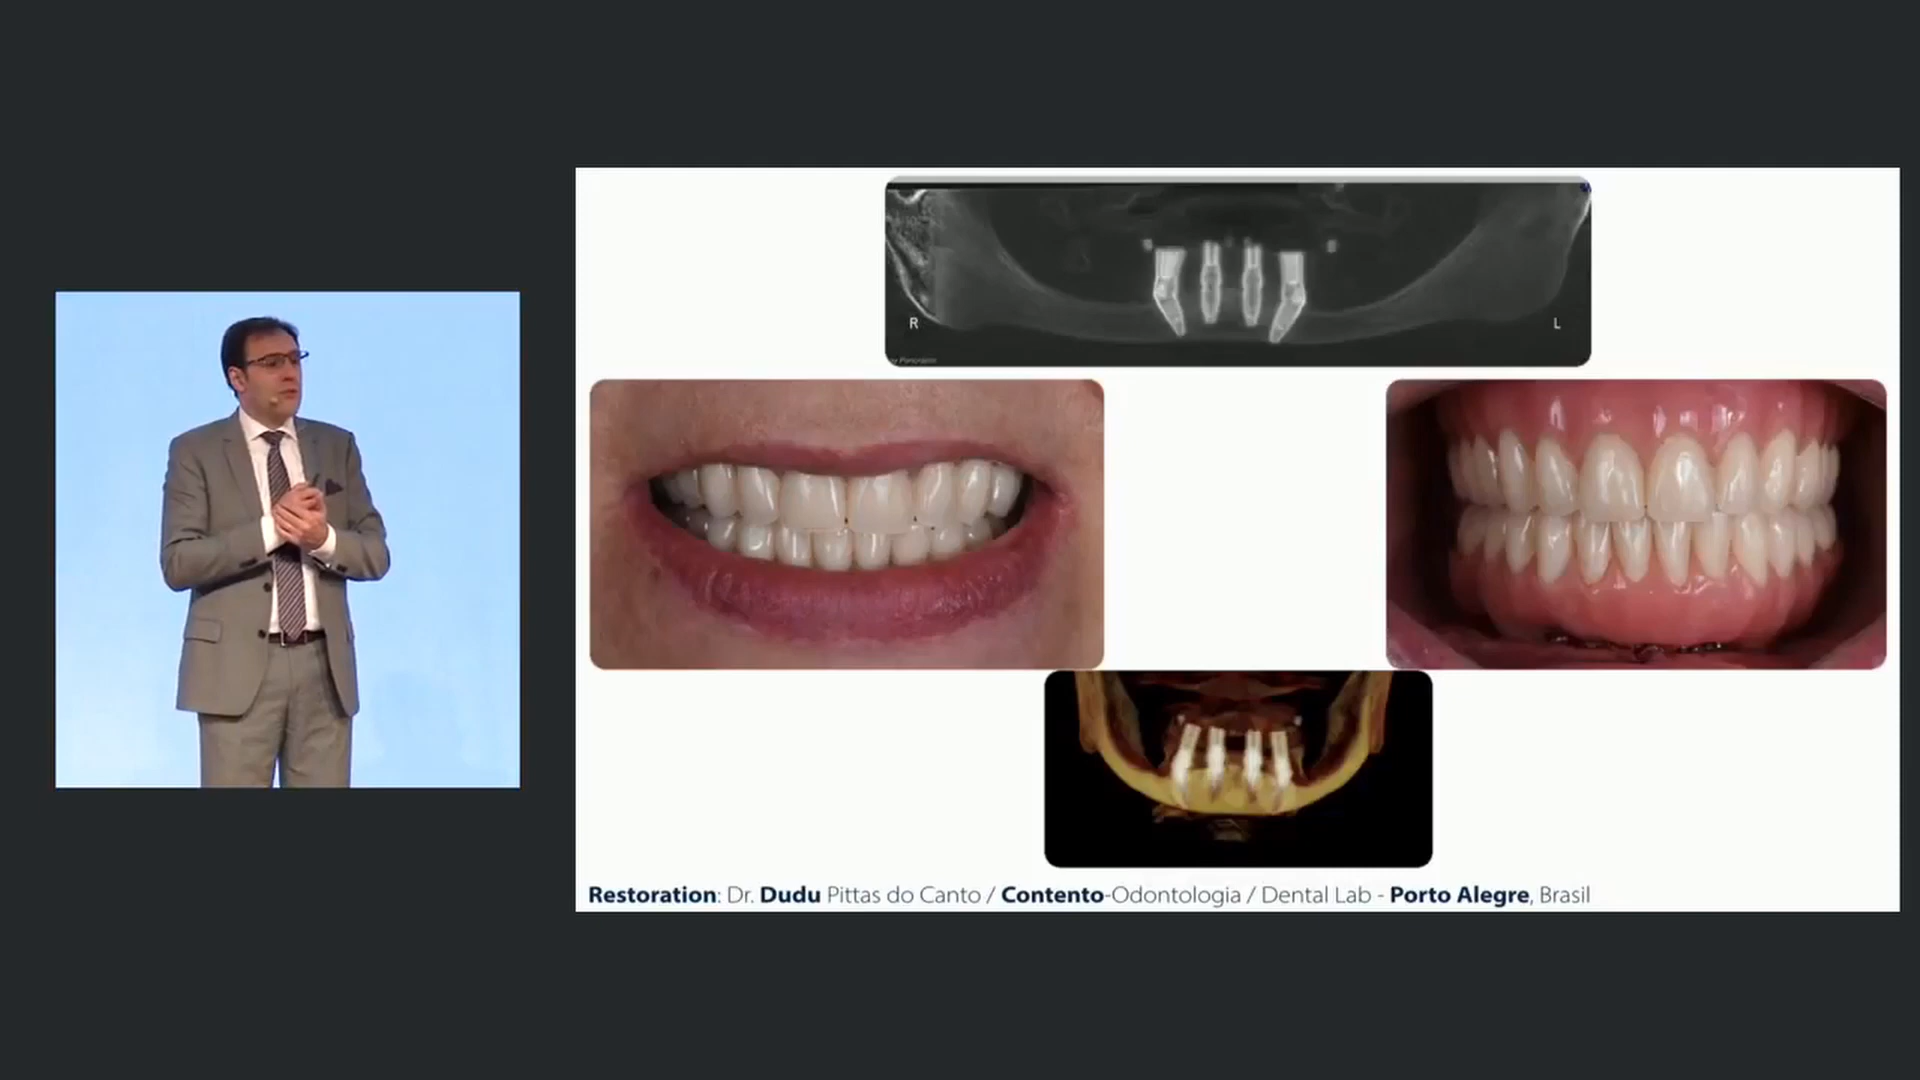 R
L
Restoration: Dr. Dudu Pittas do Canto / Contento-Odontologia / Dental Lab - Porto Alegre, Brasil